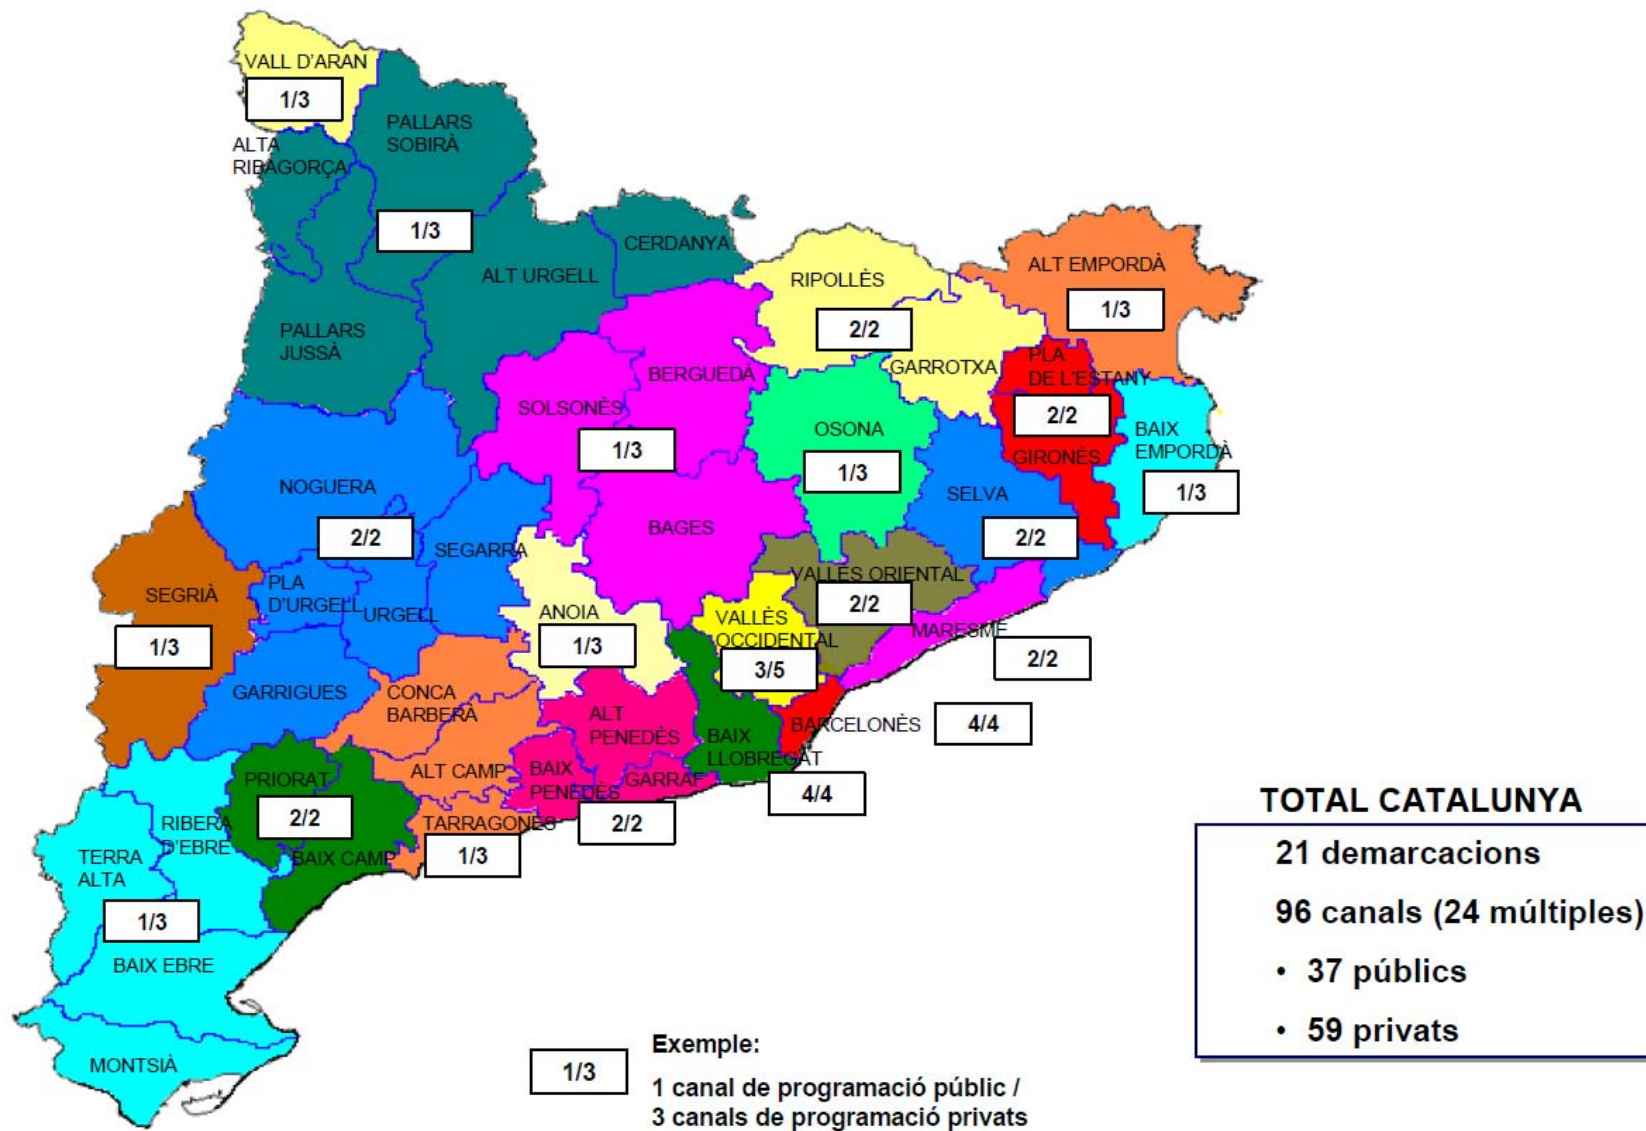 VALL D'ARAN
1/3
PALLARS
SOBIRÀ
ALTA
RIBAGORÇA
1/3
CERDANYA
ALT URGELL
PALLARS
JUSSÀ
RIPOLLÈS
2/2
GARROTXA
ALT EMPORDÀ
1/3
PLA
DE L'ESTANY
2/2
GIRONÈS
BAIX
EMPORDÀ
1/3
BERGUEDÀ
SOLSONÈS
1/3
BAGES
OSONA
1/3
SELVA
2/2
NOGUERA
2/2
SEGARRA
PLA
D'URGELL
URGELL
GARRIGUES
SEGRIÀ
1/3
ANOIA
1/3
VALLES ORIENTAL
2/2
VALLÈS
OCCIDENTAL
3/5
MARESME
2/2
BARCELONÈS
4/4
CONCA
BARBERÀ
ALT CAMP
TARRAGONES
1/3
ALT
PENEDÈS
BAIX
PENEDÈS
GARRAF
2/2
BAIX
LLOBREGAT
4/4
PRIORAT
2/2
BAIX CAMP
RIBERA
D'EBRE
TERRA
ALTA
1/3
BAIX EBRE
MONTSIÀ
TOTAL CATALUNYA
21 demarcacions
96 canals (24 múltiples)
• 37 públics
• 59 privats
1/3
Exemple:
1 canal de programació públic /
3 canals de programació privats